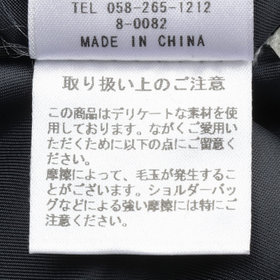 TEL 058-265-1212
8-0082
MADE IN CHINA
取り扱い上のご注意
この商品はデリケートな素材を使
用しております。ながくご愛用い
ただくために以下の点にご留意く
ださい。
摩擦によって、毛玉が発生するこ
とがございます。ショルダーバッ
グなどによる強い摩擦には特にご
注意ください。